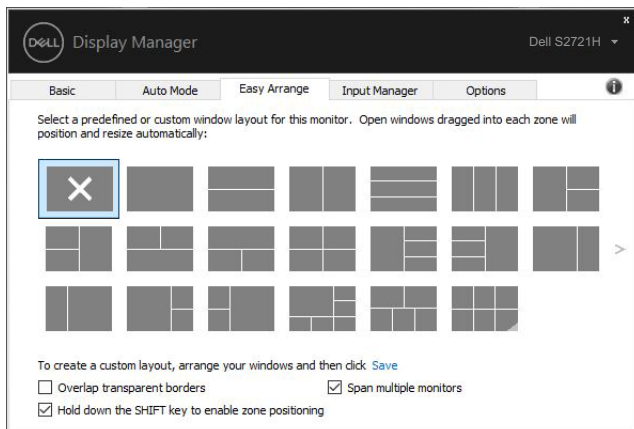 DELL Display Manager
Dell S2721H
Basic Auto Mode Easy Arrange Input Manager Options
Select a predefined or custom window layout for this monitor. Open windows dragged into each zone will
position and resize automatically:
To create a custom layout, arrange your windows and then click Save
Overlap transparent borders Span multiple monitors
Hold down the SHIFT key to enable zone positioning